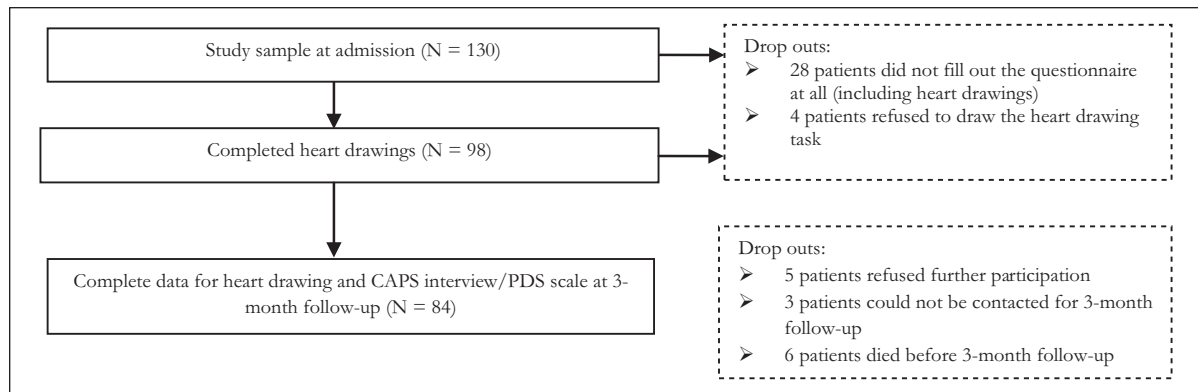 Study sample at admission (N = 130)
Drop outs:
➢ 28 patients did not fill out the questionnaire
at all (including heart drawings)
➢ 4 patients refused to draw the heart drawing
task
Completed heart drawings (N = 98)
Complete data for heart drawing and CAPS interview/PDS scale at 3-
month follow-up (N = 84)
Drop outs:
➢ 5 patients refused further participation
➢ 3 patients could not be contacted for 3-month
follow-up
➢ 6 patients died before 3-month follow-up